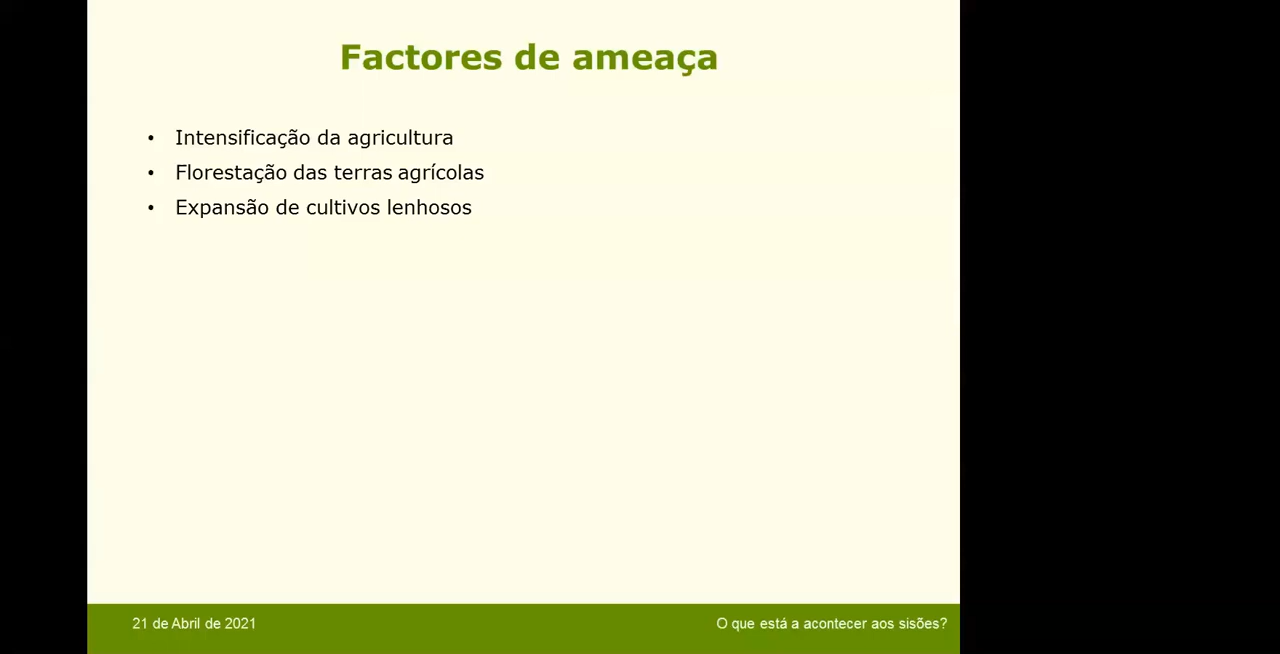 Factores de ameaça
• Intensificação da agricultura
• Florestação das terras agrícolas
• Expansão de cultivos lenhosos
21 de Abril de 2021
O que está a acontecer aos sisões?